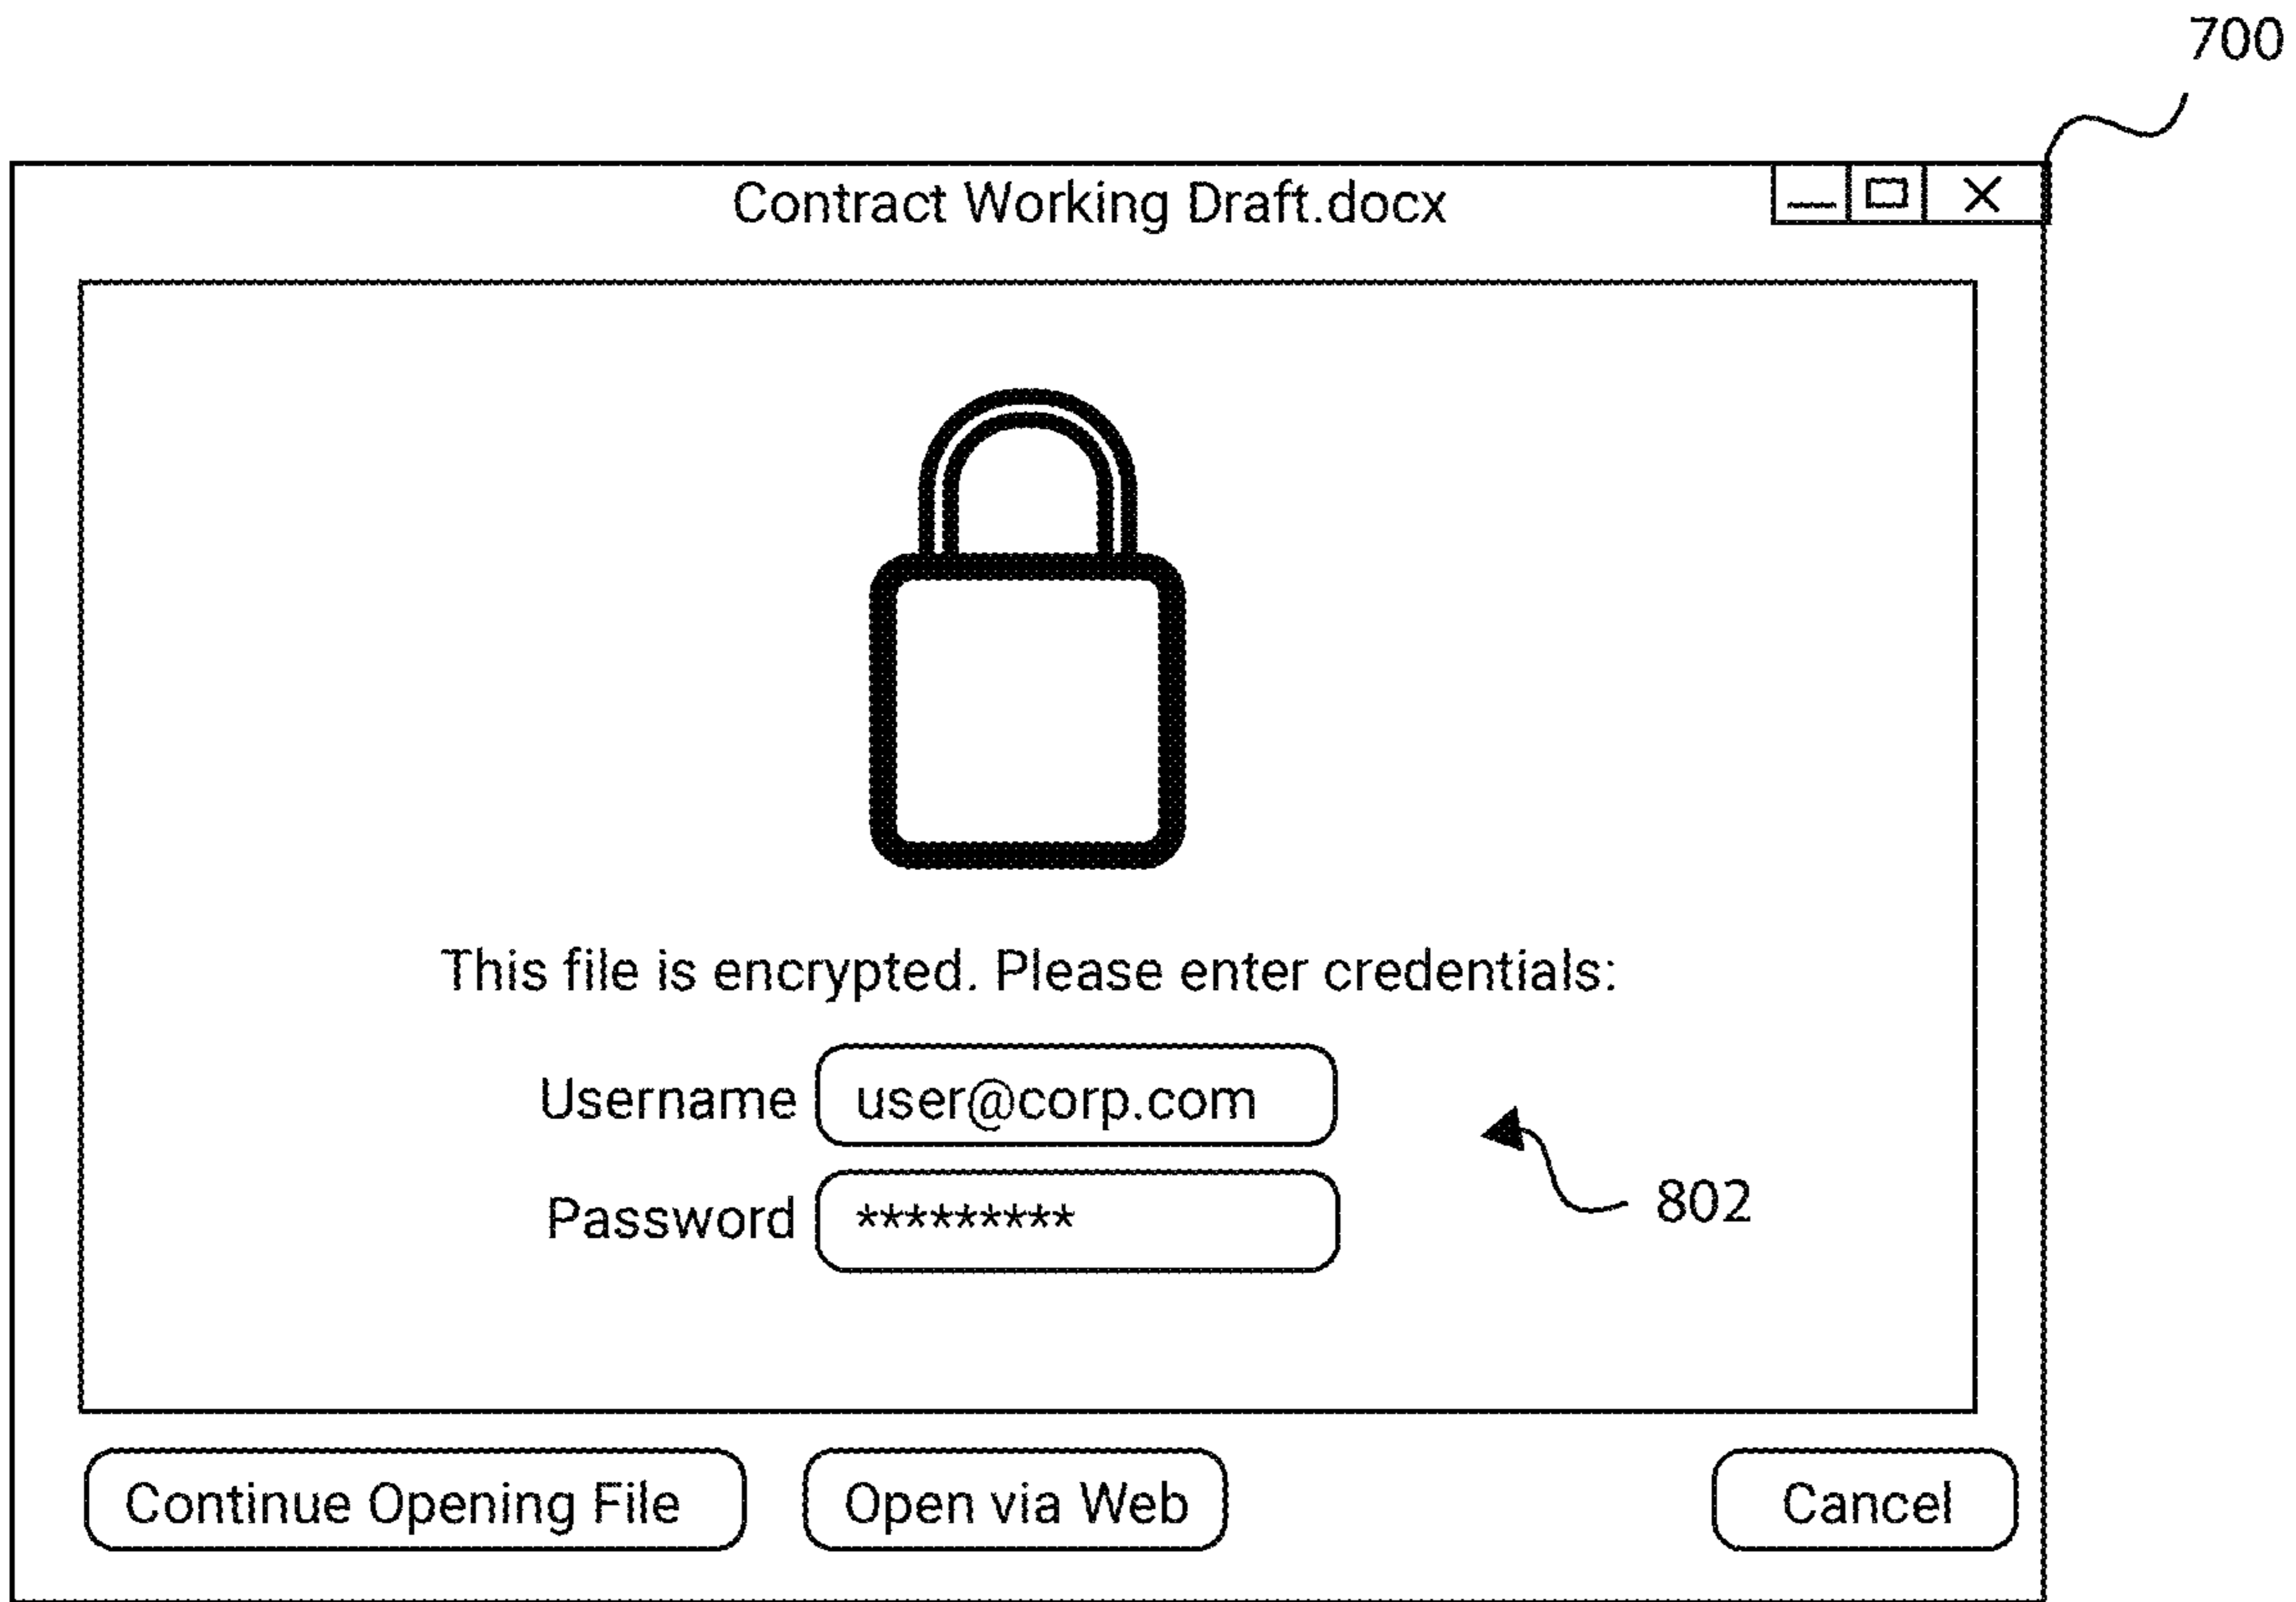 700
Contract Working Draft.docx
This file is encrypted. Please enter credentials:
Username user@corp.com
Password *********
802
Continue Opening File Open via Web Cancel